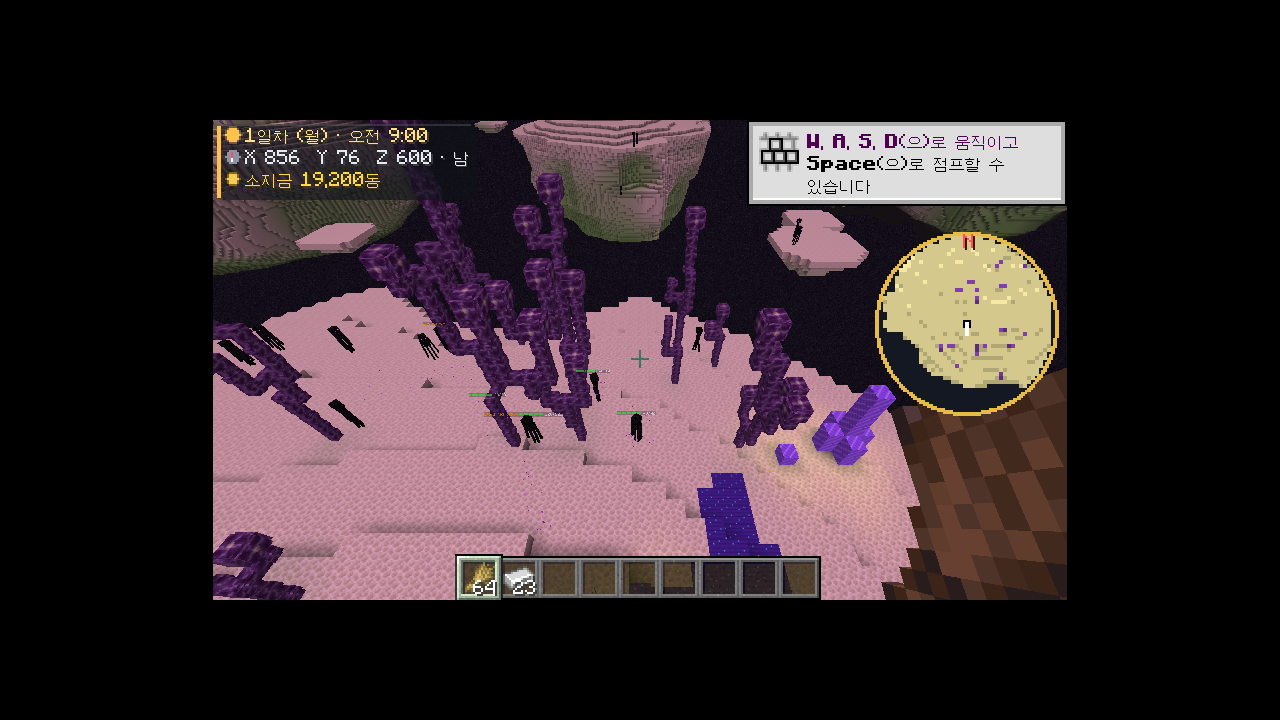 1일차 (월) · 오전 9:00
X 856 Y 76 Z 600 · 남
소지금 19,200동
W, A, S, D(으)로 움직이고
Space(으)로 점프할 수
있습니다
N
64
23